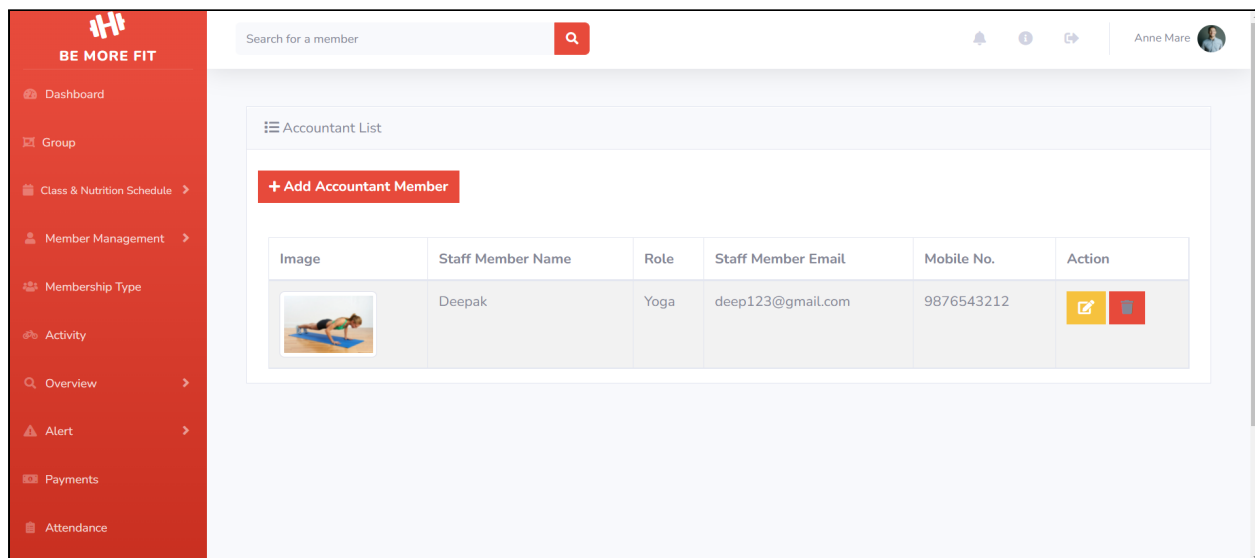 BE MORE FIT
Search for a member
Anne Mare
Dashboard
Group
Class & Nutrition Schedule
Member Management
Membership Type
Activity
Overview
Alert
Payments
Attendance
Accountant List
+ Add Accountant Member
Image Staff Member Name Role Staff Member Email Mobile No. Action
Deepak Yoga deep123@gmail.com 9876543212